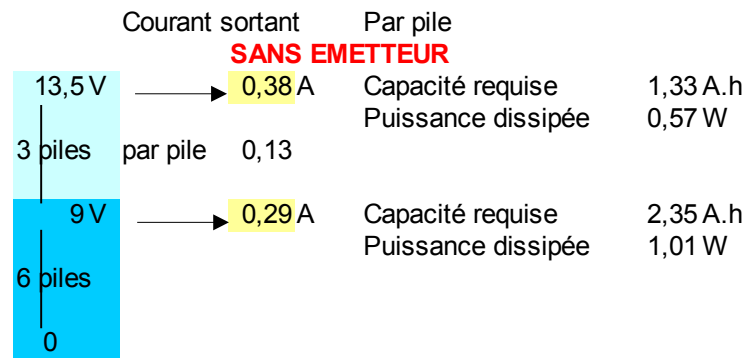 Courant sortant Par pile
SANS EMETTEUR
13,5 V 0,38 A Capacité requise 1,33 A.h
Puissance dissipée 0,57 W
3 piles par pile 0,13
9 V 0,29 A Capacité requise 2,35 A.h
Puissance dissipée 1,01 W
6 piles
0